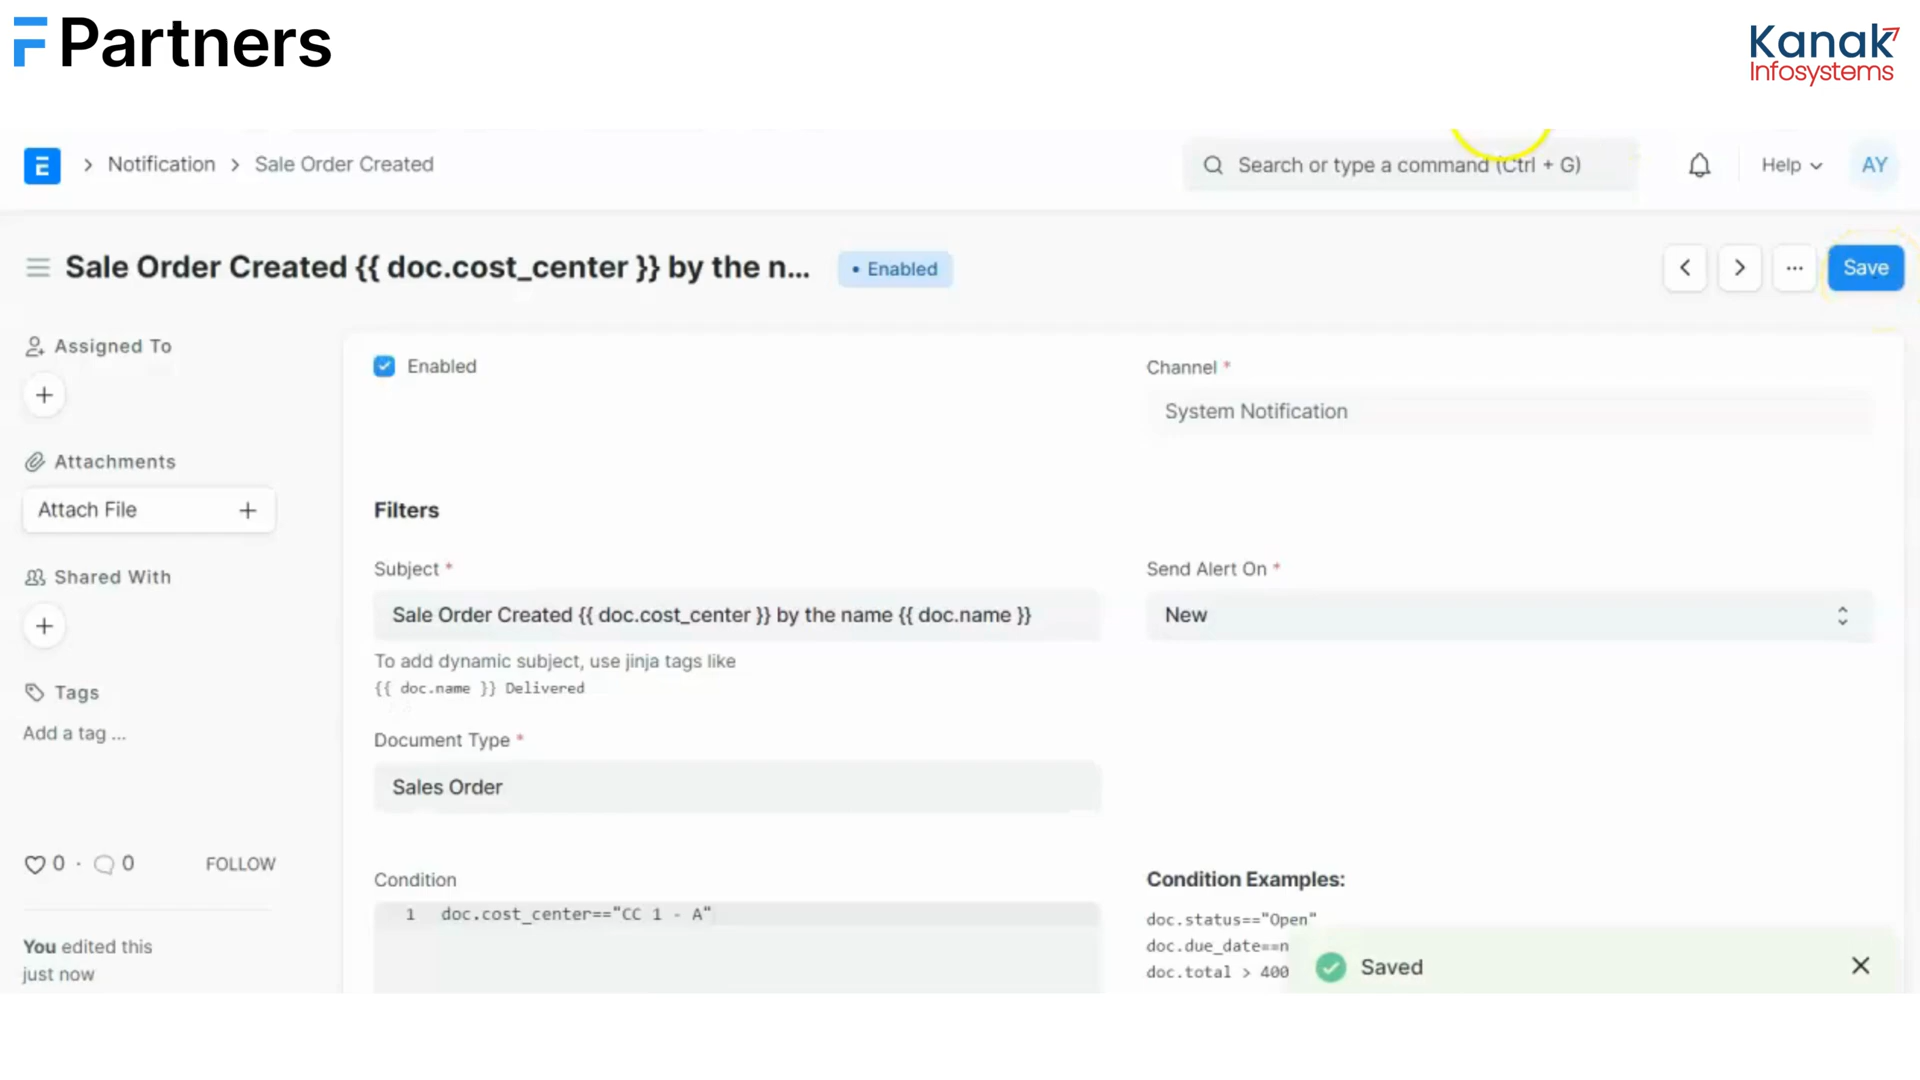 Partners
Kanak
Infosystems
Notification
Sale Order Created
Search or type a command (Ctrl + G)
Help
AY
Sale Order Created {{ doc.cost_center }} by the n...
• Enabled
...
Save
Assigned To
Attachments
Attach File
Shared With
Tags
Add a tag ...
0 · 0
FOLLOW
You edited this
just now
Enabled
Channel *
System Notification
Filters
Subject *
Sale Order Created {{ doc.cost_center }} by the name {{ doc.name }}
To add dynamic subject, use jinja tags like
{{ doc.name }} Delivered
Send Alert On *
New
Document Type *
Sales Order
Condition
1 doc.cost_center=="CC 1 - A"
Condition Examples:
doc.status=="Open"
doc.due_date==n
doc.total > 400
Saved